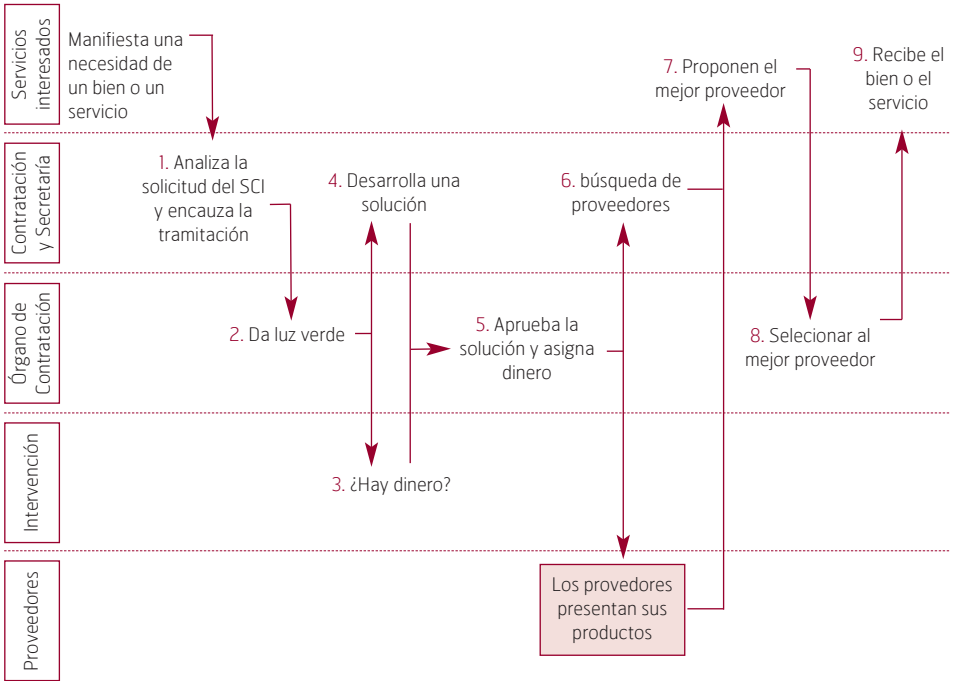 Servicios
interesados
Manifiesta una
necesidad de
un bien o un
servicio
7. Proponen el
mejor proveedor
9. Recibe el
bien o el
servicio
Contratación
y Secretaría
1. Analiza la
solicitud del SCI
y encauza la
tramitación
4. Desarrolla una
solución
6. búsqueda de
proveedores
Órgano de
Contratación
2. Da luz verde
5. Aprueba la
solución y asigna
dinero
8. Selecionar al
mejor proveedor
Intervención
3. ¿Hay dinero?
Proveedores
Los provedores
presentan sus
productos